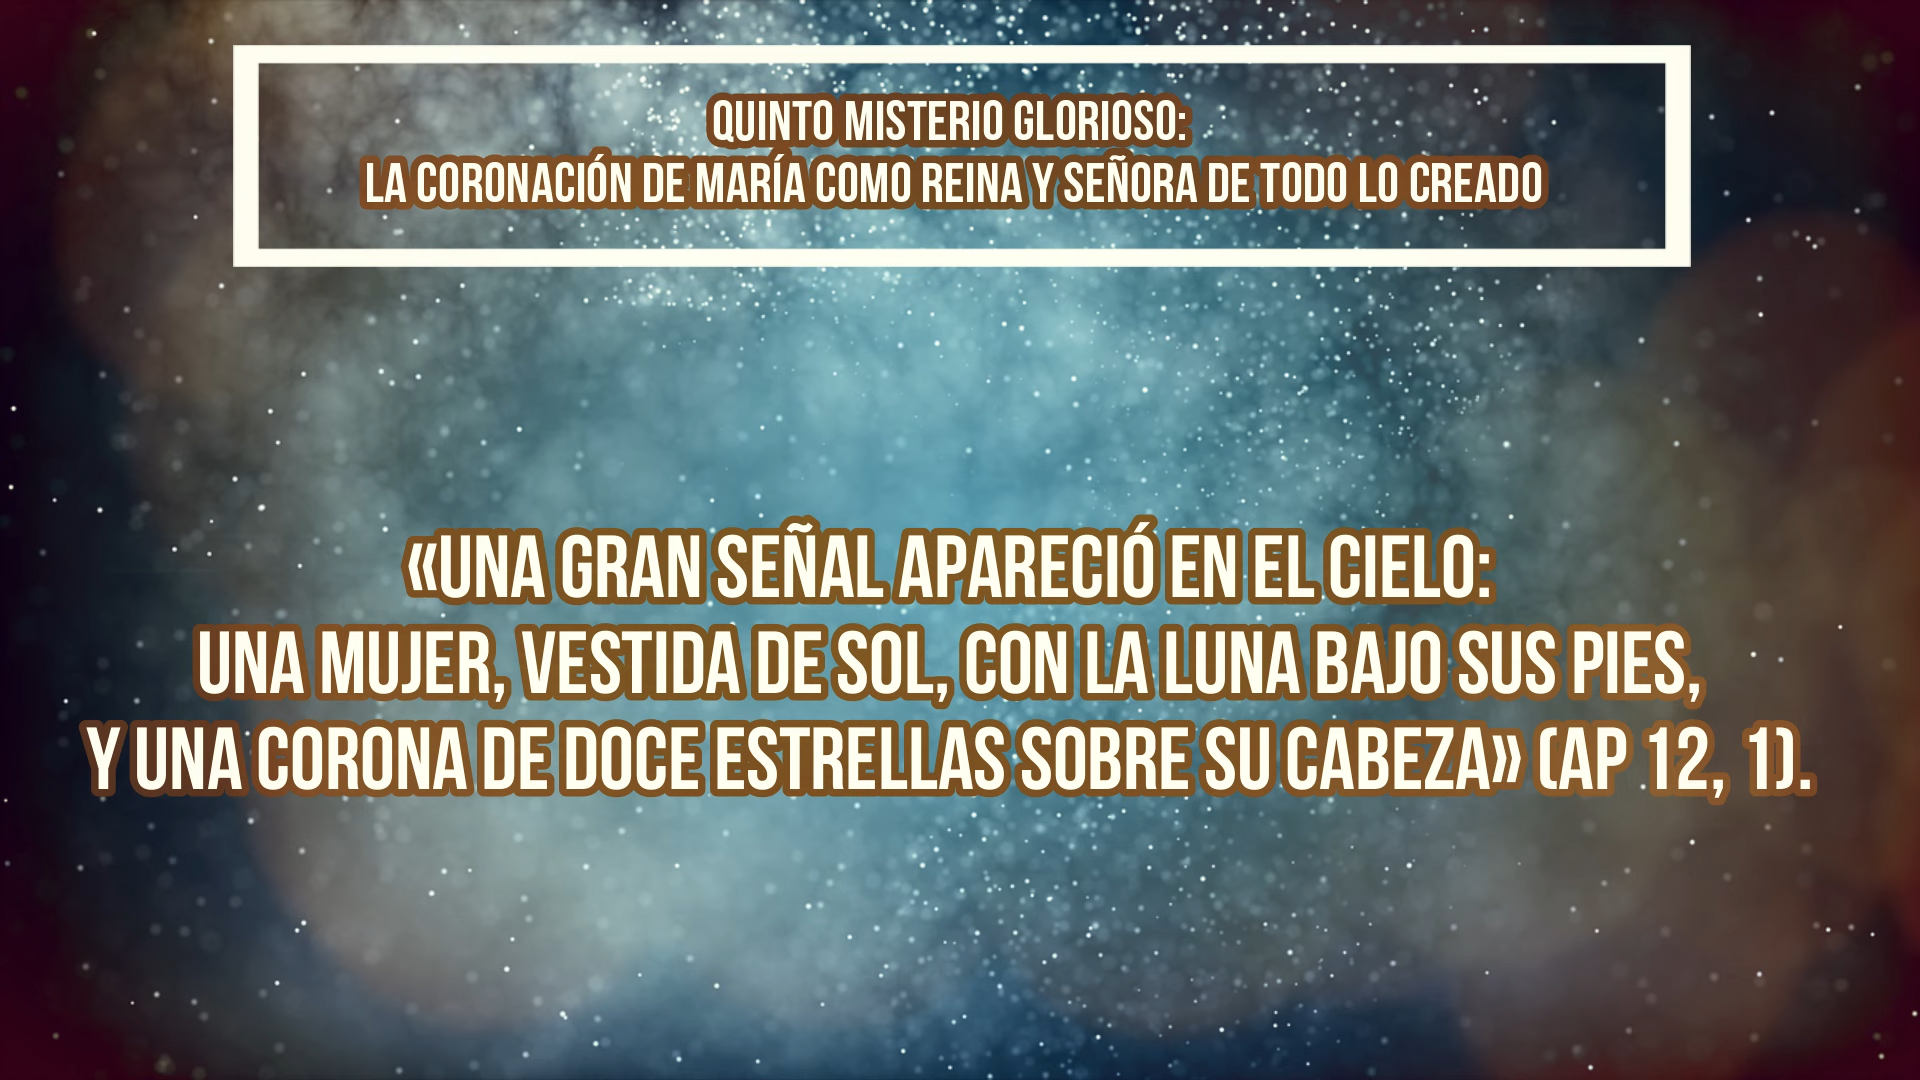 QUINTO MISTERIO GLORIOSO:
LA CORONACIÓN DE MARÍA COMO REINA Y SEÑORA DE TODO LO CREADO
«UNA GRAN SEÑAL APARECIÓ EN EL CIELO:
UNA MUJER, VESTIDA DE SOL, CON LA LUNA BAJO SUS PIES,
Y UNA CORONA DE DOCE ESTRELLAS SOBRE SU CABEZA» (AP 12, 1).